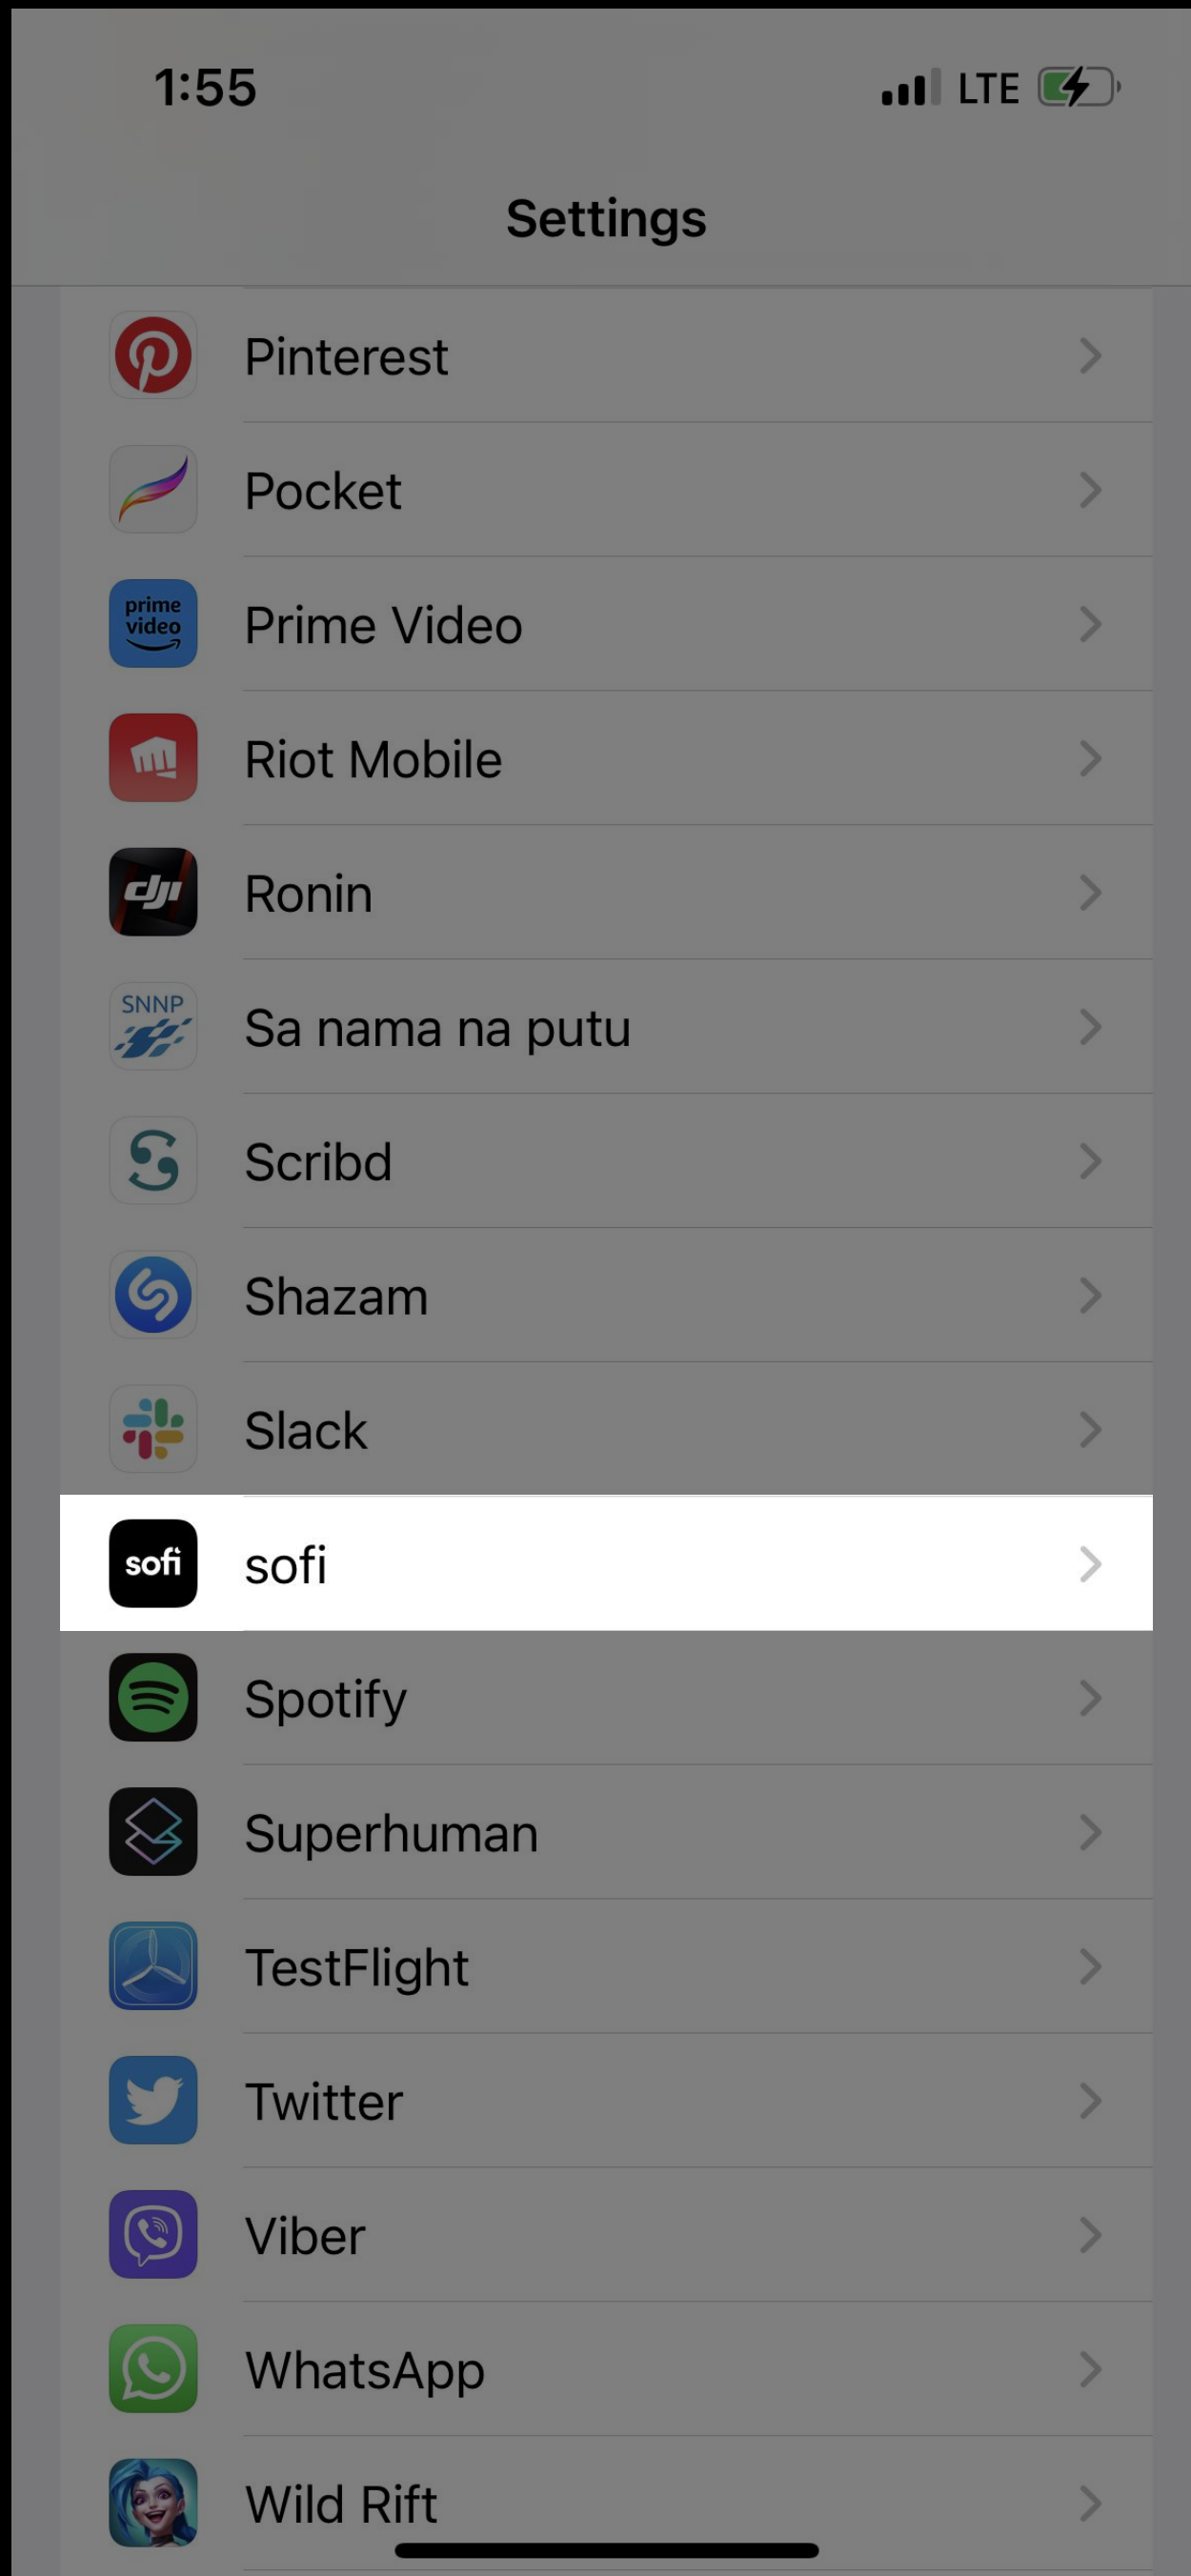 1:55 LTE
Settings
Pinterest
Pocket
prime video Prime Video
Riot Mobile
dji Ronin
SNNP Sa nama na putu
Scribd
Shazam
Slack
sofi sofi
Spotify
Superhuman
TestFlight
Twitter
Viber
WhatsApp
Wild Rift